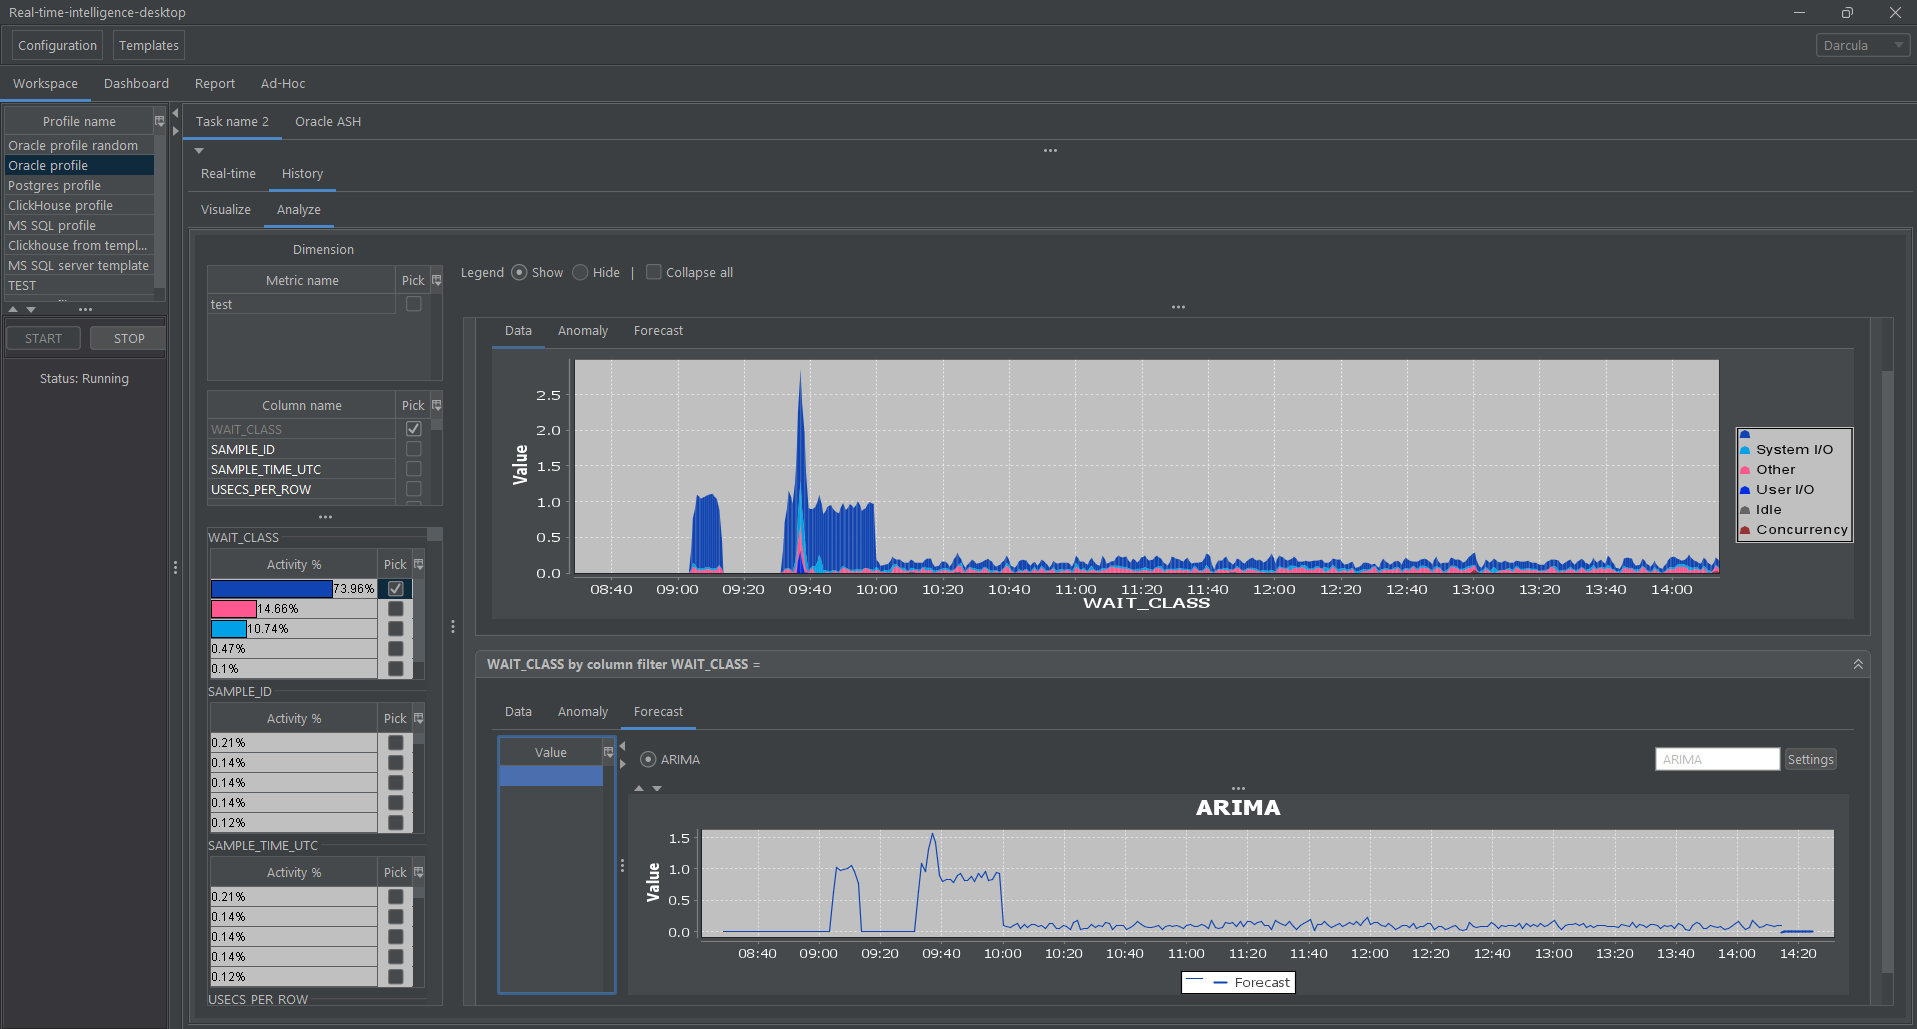 Real-time-intelligence-desktop
Configuration Templates Darcula
Workspace Dashboard Report Ad-Hoc
Profile name
Oracle profile random
Oracle profile
Postgres profile
ClickHouse profile
MS SQL profile
Clickhouse from templ...
MS SQL server template
TEST
START STOP
Status: Running
Task name 2 Oracle ASH
Real-time History
Visualize Analyze
Dimension
Metric name Pick
test
Column name Pick
WAIT_CLASS
SAMPLE_ID
SAMPLE_TIME_UTC
USECS_PER_ROW
WAIT_CLASS
Activity % Pick
73.96%
14.66%
10.74%
0.47%
0.1%
SAMPLE_ID
Activity % Pick
0.21%
0.14%
0.14%
0.14%
0.12%
SAMPLE_TIME_UTC
Activity % Pick
0.21%
0.14%
0.14%
0.14%
0.12%
USECS_PER_ROW
Legend Show Hide | Collapse all
Data Anomaly Forecast
Value
2.5
2.0
1.5
1.0
0.5
0.0
08:40 09:00 09:20 09:40 10:00 10:20 10:40 11:00 11:20 11:40 12:00 12:20 12:40 13:00 13:20 13:40 14:00
WAIT_CLASS
System I/O
Other
User I/O
Idle
Concurrency
WAIT_CLASS by column filter WAIT_CLASS =
Data Anomaly Forecast
Value
ARIMA
ARIMA Settings
ARIMA
Value
1.5
1.0
0.5
0.0
08:40 09:00 09:20 09:40 10:00 10:20 10:40 11:00 11:20 11:40 12:00 12:20 12:40 13:00 13:20 13:40 14:00 14:20
Forecast